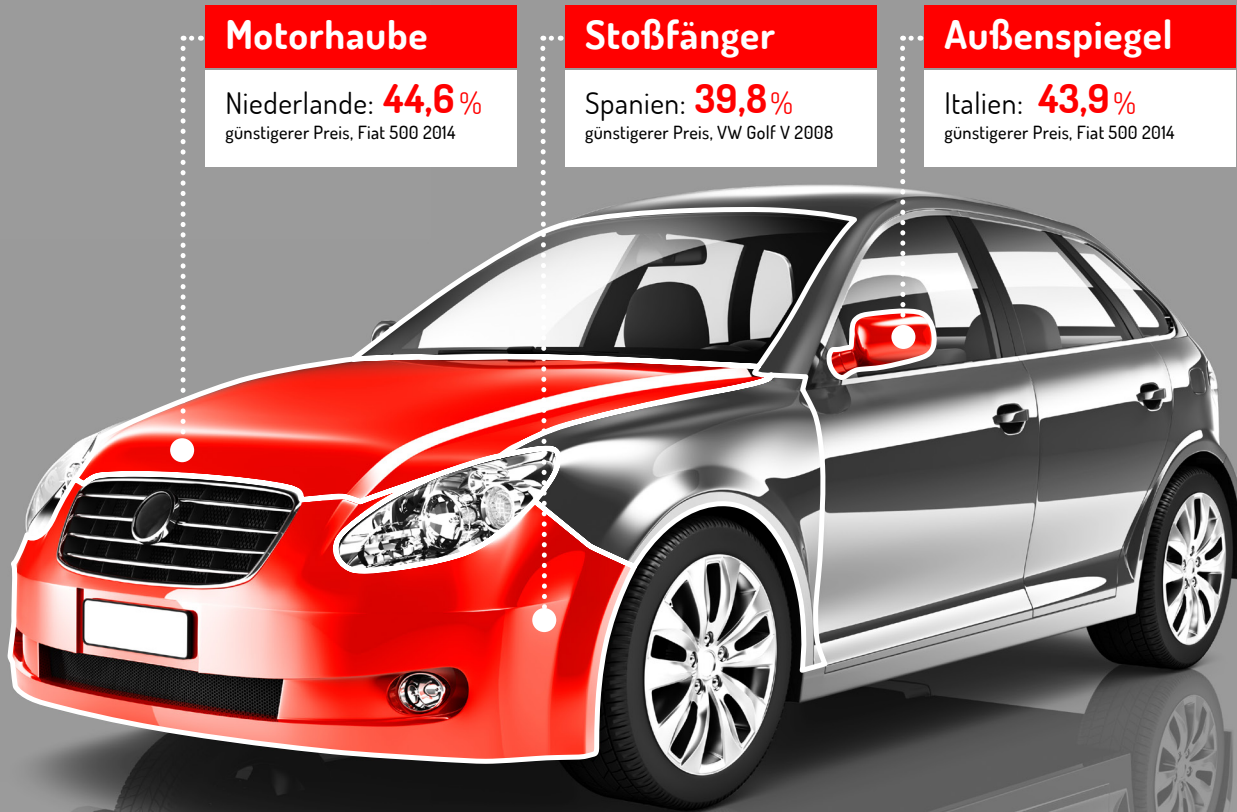 Motorhaube
Niederlande: 44,6 %
günstigerer Preis, Fiat 500 2014
Stoßfänger
Spanien: 39,8 %
günstigerer Preis, VW Golf V 2008
Außenspiegel
Italien: 43,9 %
günstigerer Preis, Fiat 500 2014